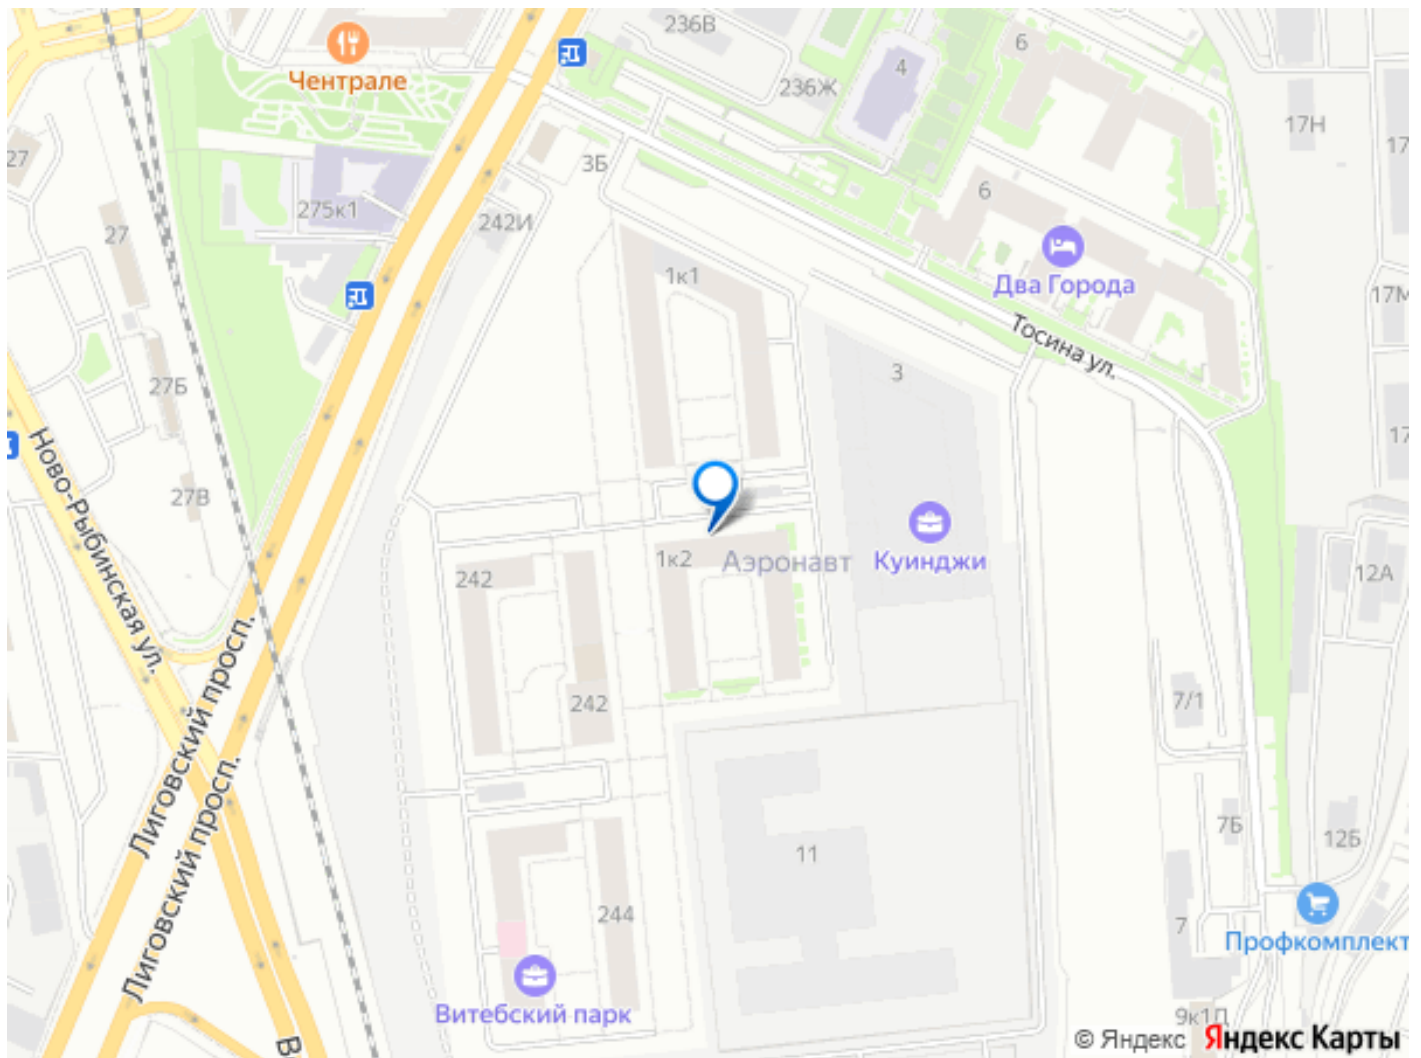 236В
6
Чентрале
4
236Ж
17Н
27
3Б
17
275к1
6
242И
27
1к1
Два Города
17М
Тосина ул.
3
27Б
17
Ново-Рыбинская ул.
27В
Куинджи
1к2
Аэронавт
242
12А
Лиговский просп.
242
7/1
Лиговский просп.
7Б
12Б
11
244
7
Профкомплект
Витебский парк
9к1Д
В
© Яндекс Яндекс Карты